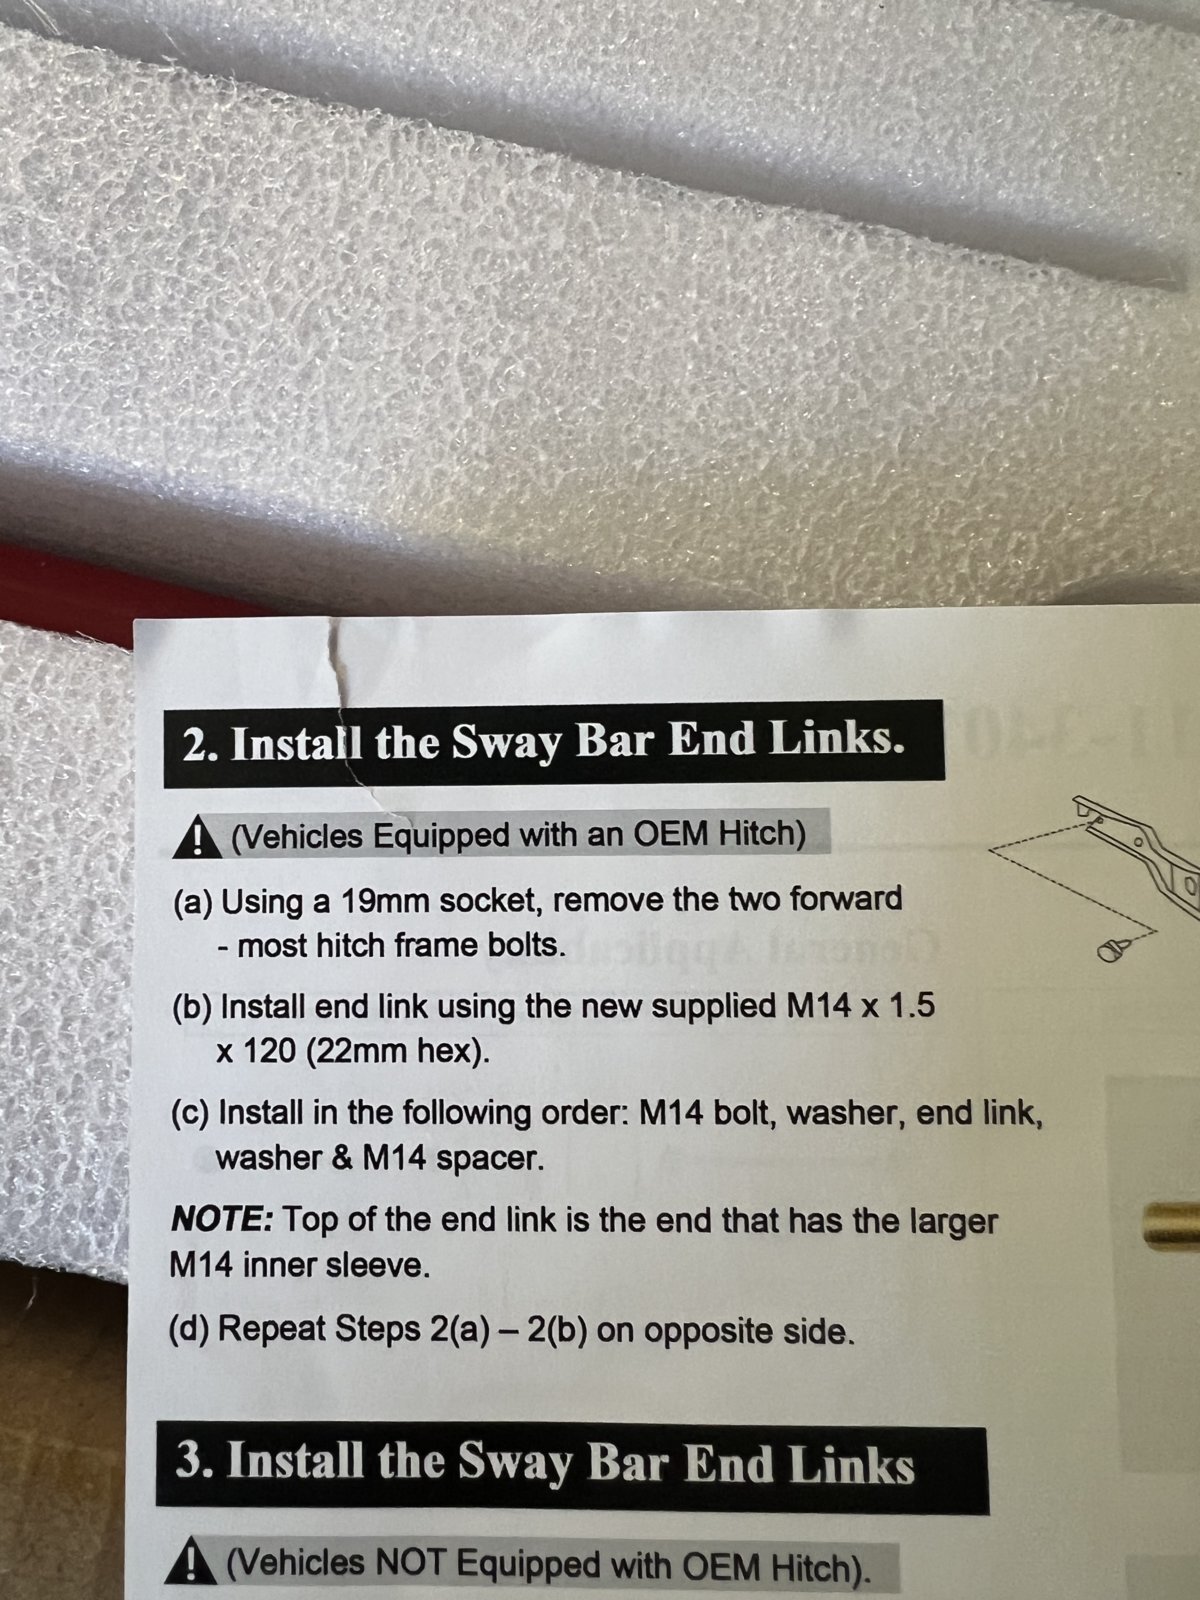 2. Install the Sway Bar End Links.
(Vehicles Equipped with an OEM Hitch)
(a) Using a 19mm socket, remove the two forward
- most hitch frame bolts.
(b) Install end link using the new supplied M14 x 1.5
x 120 (22mm hex).
(c) Install in the following order: M14 bolt, washer, end link,
washer & M14 spacer.
NOTE: Top of the end link is the end that has the larger
M14 inner sleeve.
(d) Repeat Steps 2(a) – 2(b) on opposite side.
3. Install the Sway Bar End Links
(Vehicles NOT Equipped with OEM Hitch).